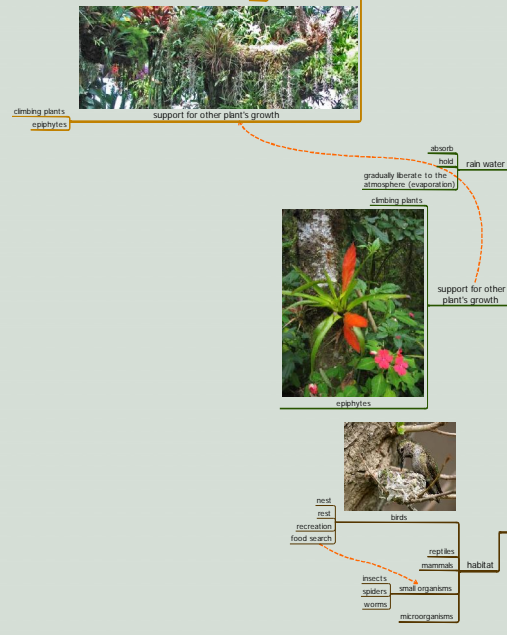 support for other plant's growth
climbing plants
epiphytes
absorb
hold
gradually liberate to the
atmosphere (evaporation)
rain water
climbing plants
epiphytes
support for other
plant's growth
birds
nest
rest
recreation
food search
reptiles
mammals
small organisms
insects
spiders
worms
microorganisms
habitat